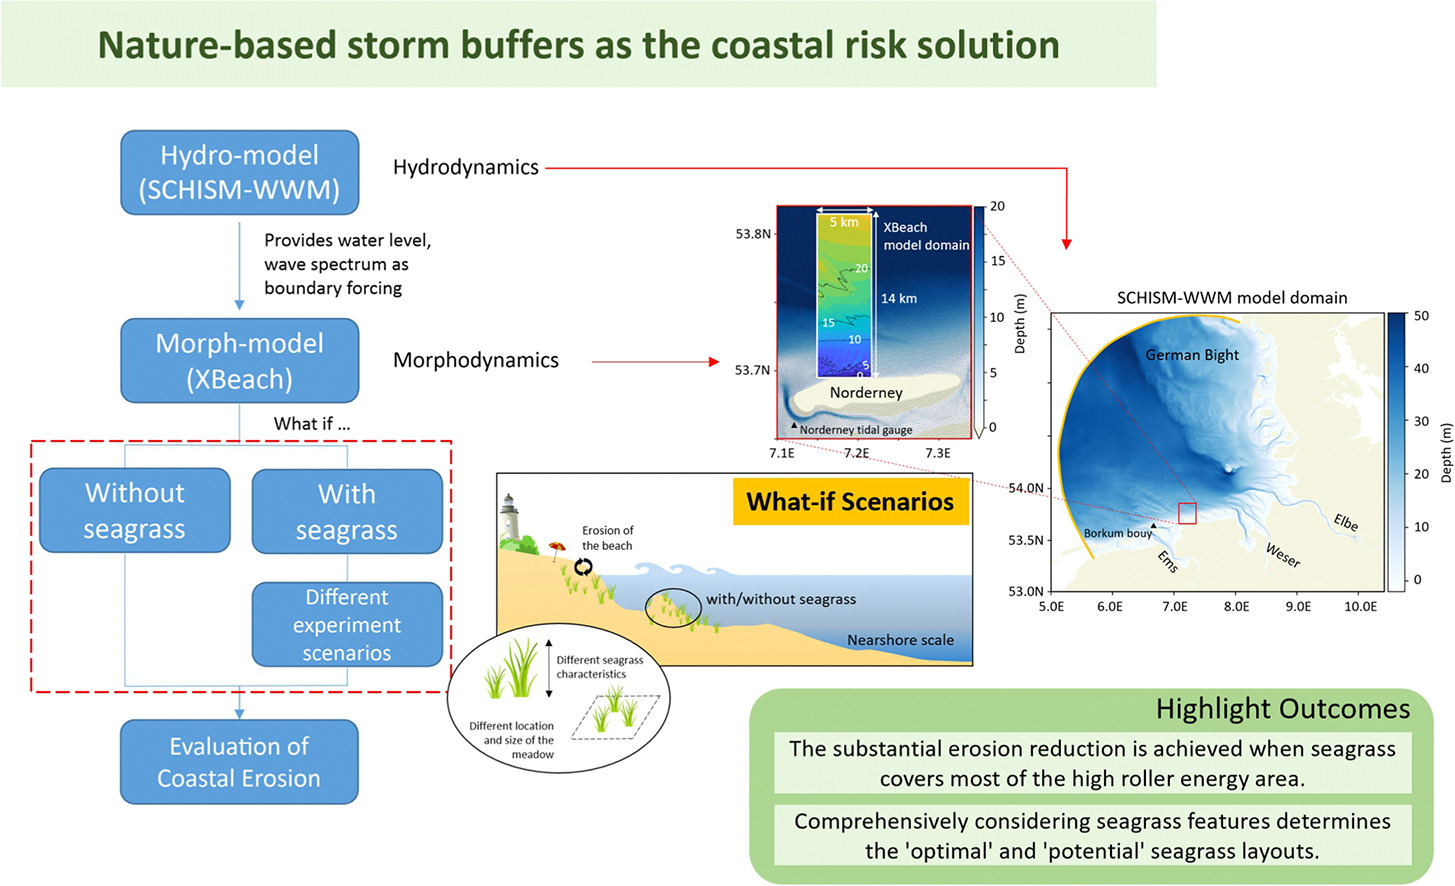 Nature-based storm buffers as the coastal risk solution
Hydro-model
(SCHISM-WWM)
Hydrodynamics
Provides water level,
wave spectrum as
boundary forcing
Morph-model
(XBeach)
Morphodynamics
What if ...
Without
seagrass
With
seagrass
Different
experiment
scenarios
Evaluation of
Coastal Erosion
53.8N
53.7N
5 km
XBeach
model domain
20
14 km
15
10
5
0
Norderney
Norderney tidal gauge
7.1E
7.2E
7.3E
20
15
10
5
0
Depth (m)
SCHISM-WWM model domain
German Bight
54.0N
53.5N
53.0N
Borkum bouy
Ems
Weser
Elbe
5.0E
6.0E
7.0E
8.0E
9.0E
10.0E
50
40
30
20
10
0
Depth (m)
What-if Scenarios
Erosion of
the beach
with/without seagrass
Nearshore scale
Different seagrass
characteristics
Different location
and size of the
meadow
Highlight Outcomes
The substantial erosion reduction is achieved when seagrass
covers most of the high roller energy area.
Comprehensively considering seagrass features determines
the 'optimal' and 'potential' seagrass layouts.